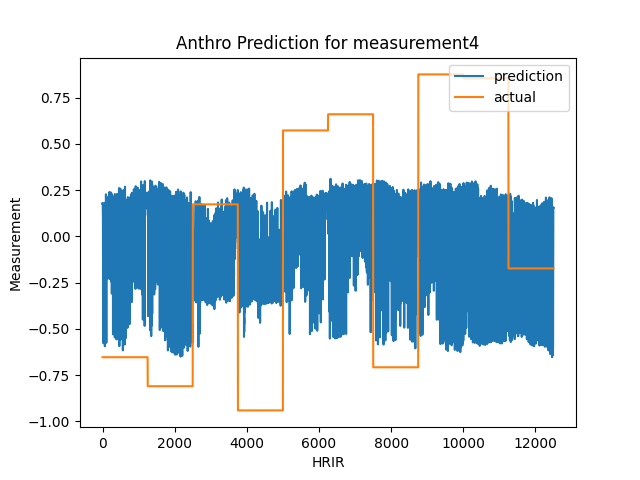 Anthro Prediction for measurement4
prediction
actual
Measurement
0.75
0.50
0.25
0.00
−0.25
−0.50
−0.75
−1.00
0 2000 4000 6000 8000 10000 12000
HRIR